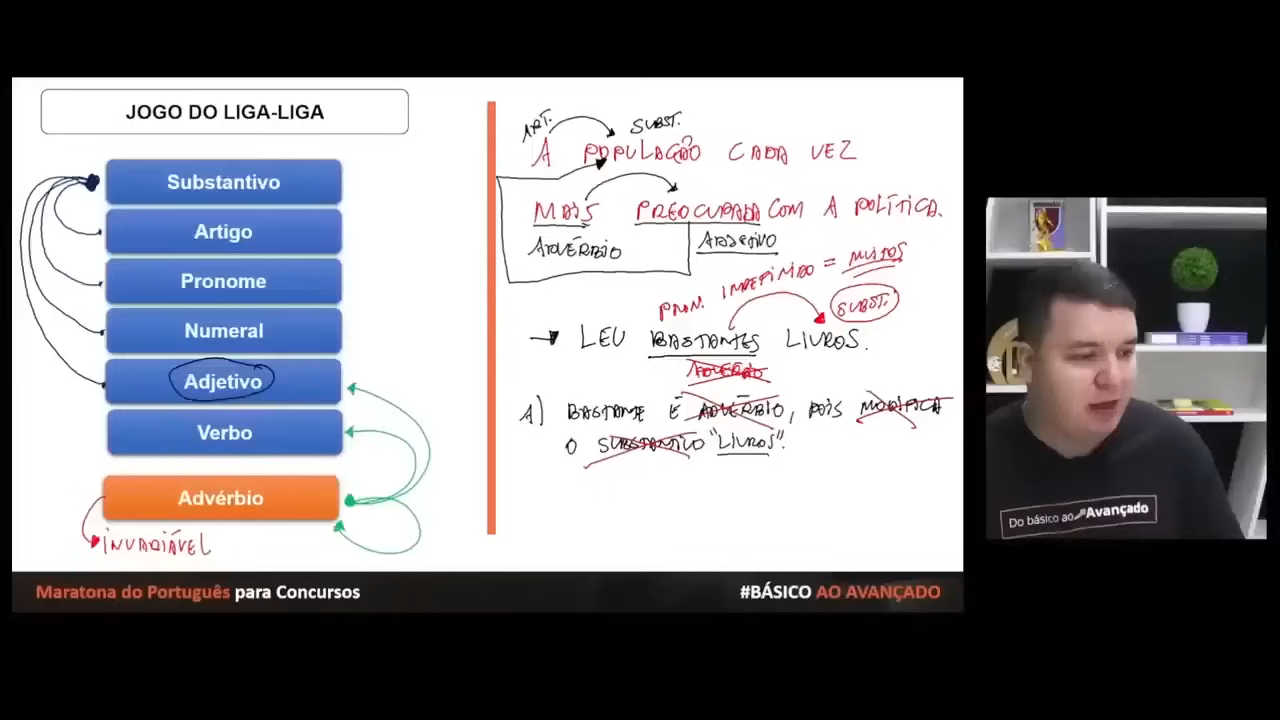 JOGO DO LIGA-LIGA
Substantivo
Artigo
Pronome
Numeral
Adjetivo
Verbo
Advérbio
INVARIÁVEL
ART. SUBST.
A POPULAÇÃO CADA VEZ
MAIS PREOCUPADA COM A POLÍTICA.
ADVÉRBIO ADJETIVO
PRON. INDEFINIDO = MUITOS
SUBST.
LEU BASTANTES LIVROS.
ADVÉRBIO
A) BASTANTE É ADVÉRBIO, POIS MODIFICA
O SUBSTANTIVO "LIVROS".
Maratona do Português para Concursos
#BÁSICO AO AVANÇADO
Do básico ao Avançado